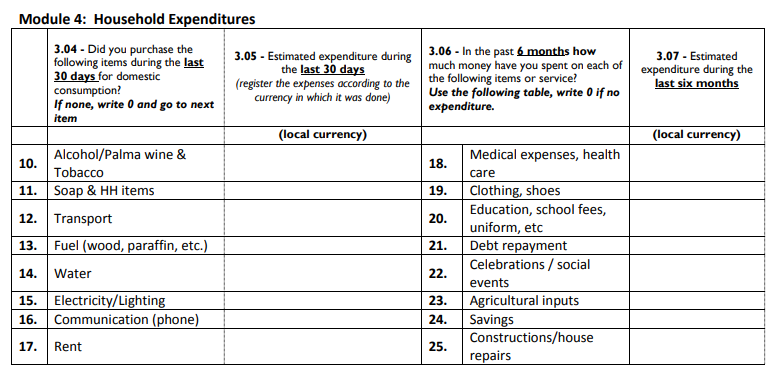 Module 4:  Household Expenditures
3.04 - Did you purchase the
following items during the last
30 days for domestic
consumption?
If none, write 0 and go to next
item
3.05 - Estimated expenditure during
the last 30 days
(register the expenses according to the
currency in which it was done)
3.06 - In the past 6 months how
much money have you spent on each of
the following items or service?
Use the following table, write 0 if no
expenditure.
3.07 - Estimated
expenditure during the
last six months
(local currency)
(local currency)
10.
Alcohol/Palma wine &
Tobacco
18.
Medical expenses, health
care
11.
Soap & HH items
19.
Clothing, shoes
12.
Transport
20.
Education, school fees,
uniform, etc
13.
Fuel (wood, paraffin, etc.)
21.
Debt repayment
14.
Water
22.
Celebrations / social
events
15.
Electricity/Lighting
23.
Agricultural inputs
16.
Communication (phone)
24.
Savings
17.
Rent
25.
Constructions/house
repairs